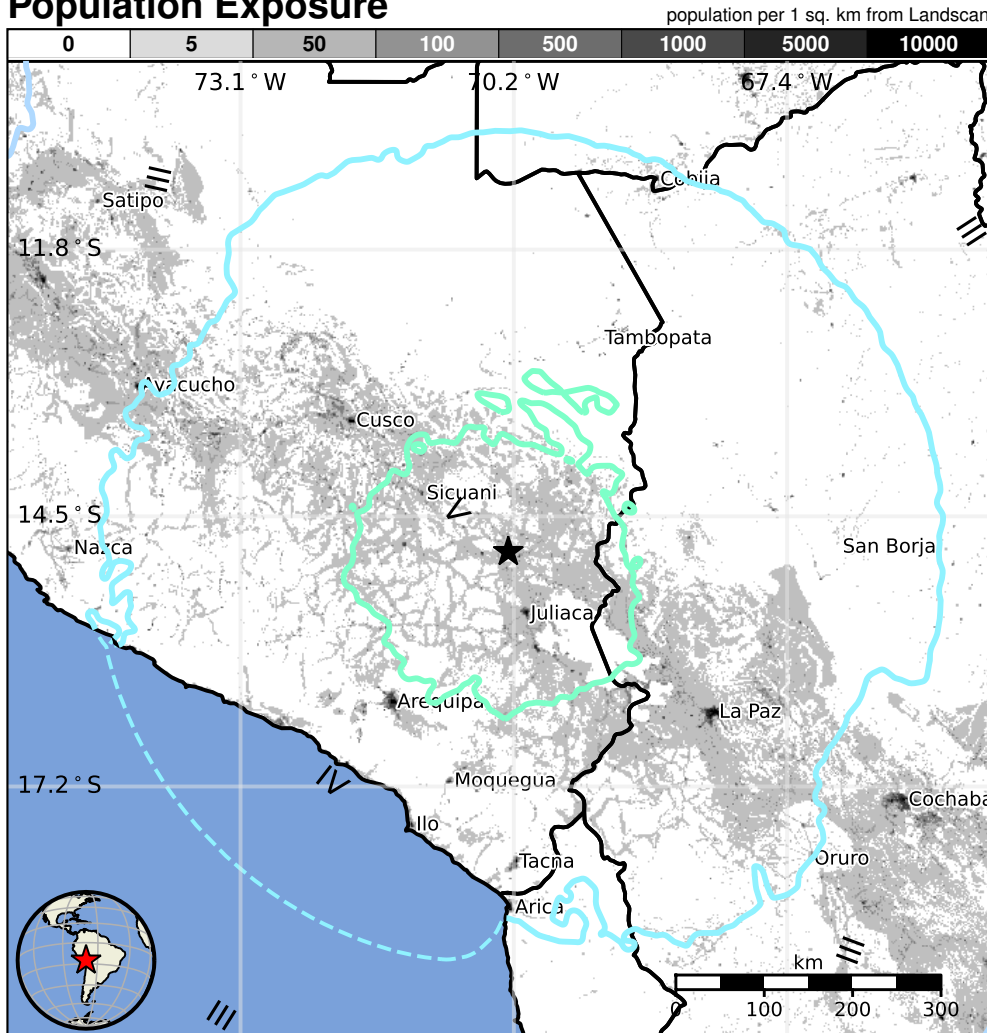 Population Exposure
population per 1 sq. km from Landscan
0 5 50 100 500 1000 5000 10000
73.1°W 70.2°W 67.4°W
Cobija
Satipo
III
III
11.8°S
Tambopata
Ayacucho
Cusco
Sicuani
V
14.5°S
Nazca
San Borja
Juliaca
Arequipa
La Paz
17.2°S
IV
Moquegua
Cochaba
Ilo
Tacna
Oruro
Arica
III
km
0 100 200 300
III